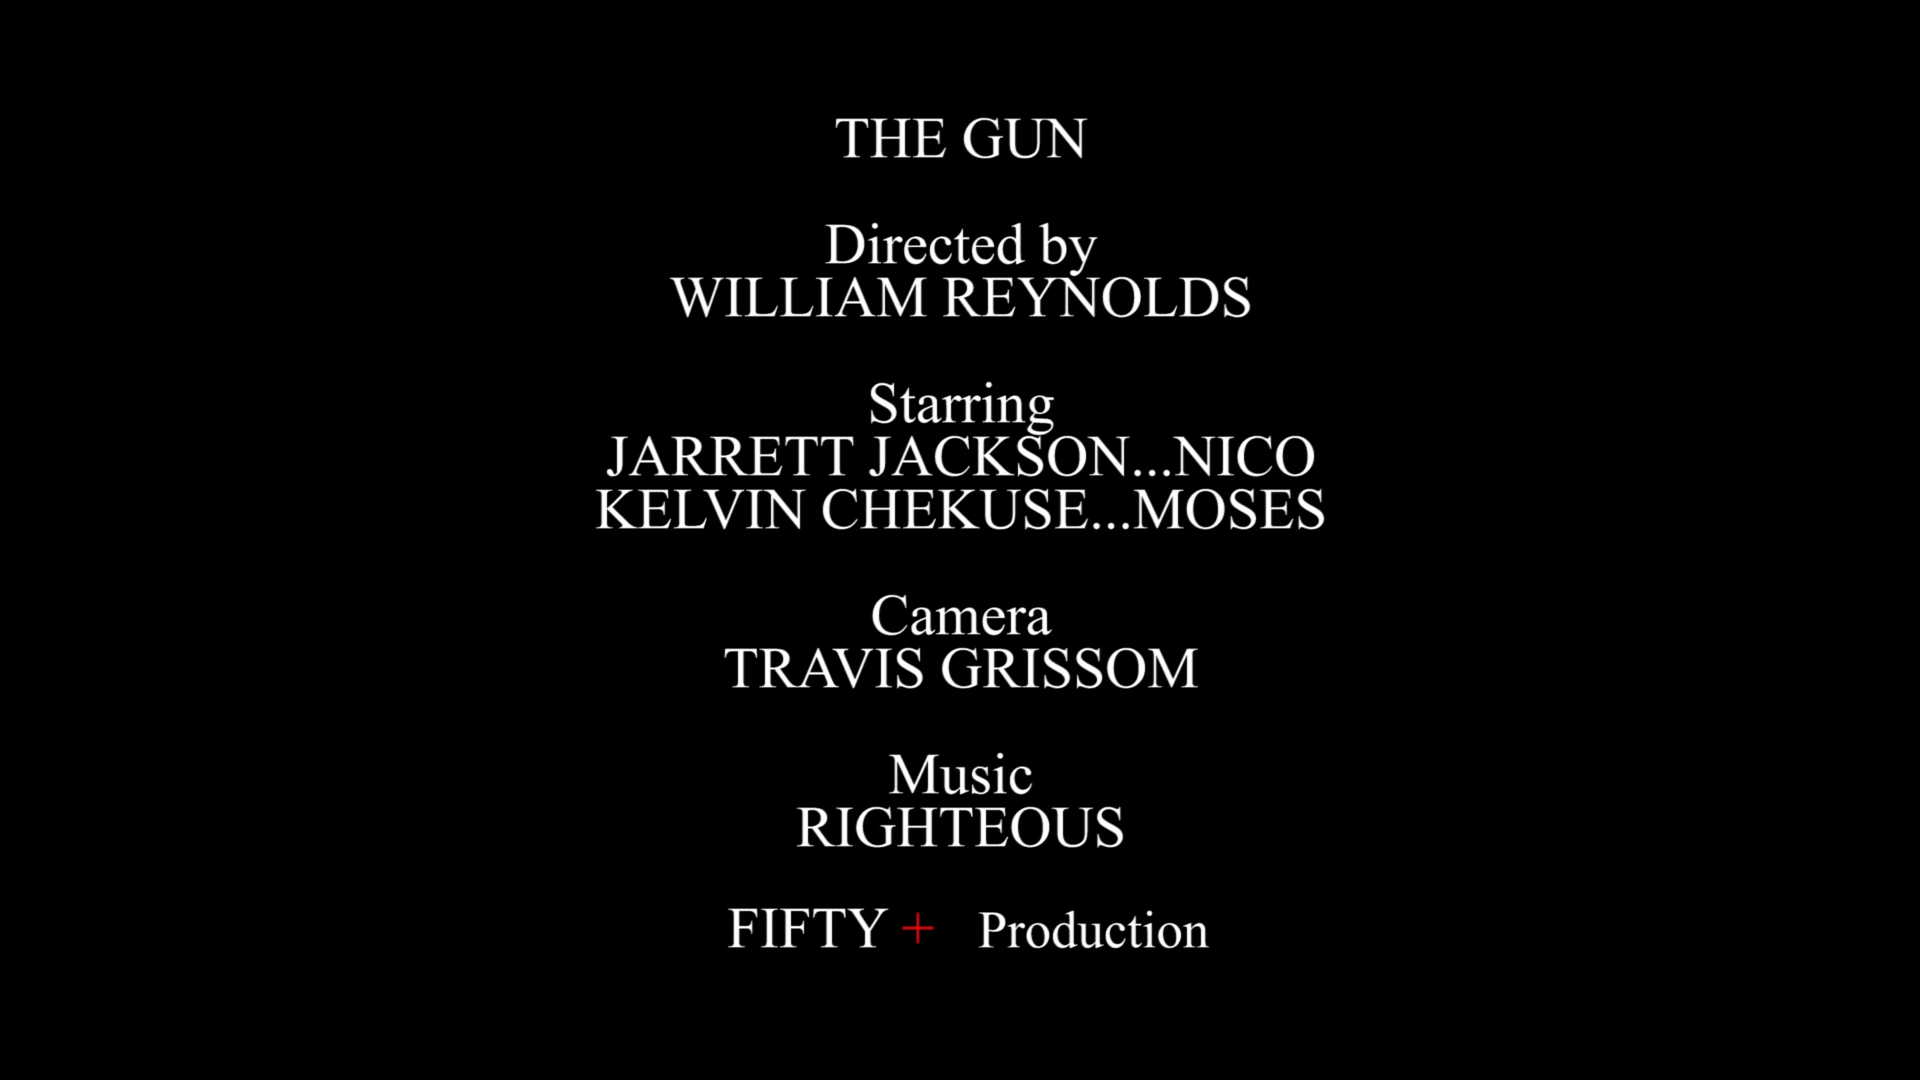 THE GUN
Directed by
WILLIAM REYNOLDS
Starring
JARRETT JACKSON...NICO
KELVIN CHEKUSE...MOSES
Camera
TRAVIS GRISSOM
Music
RIGHTEOUS
FIFTY + Production